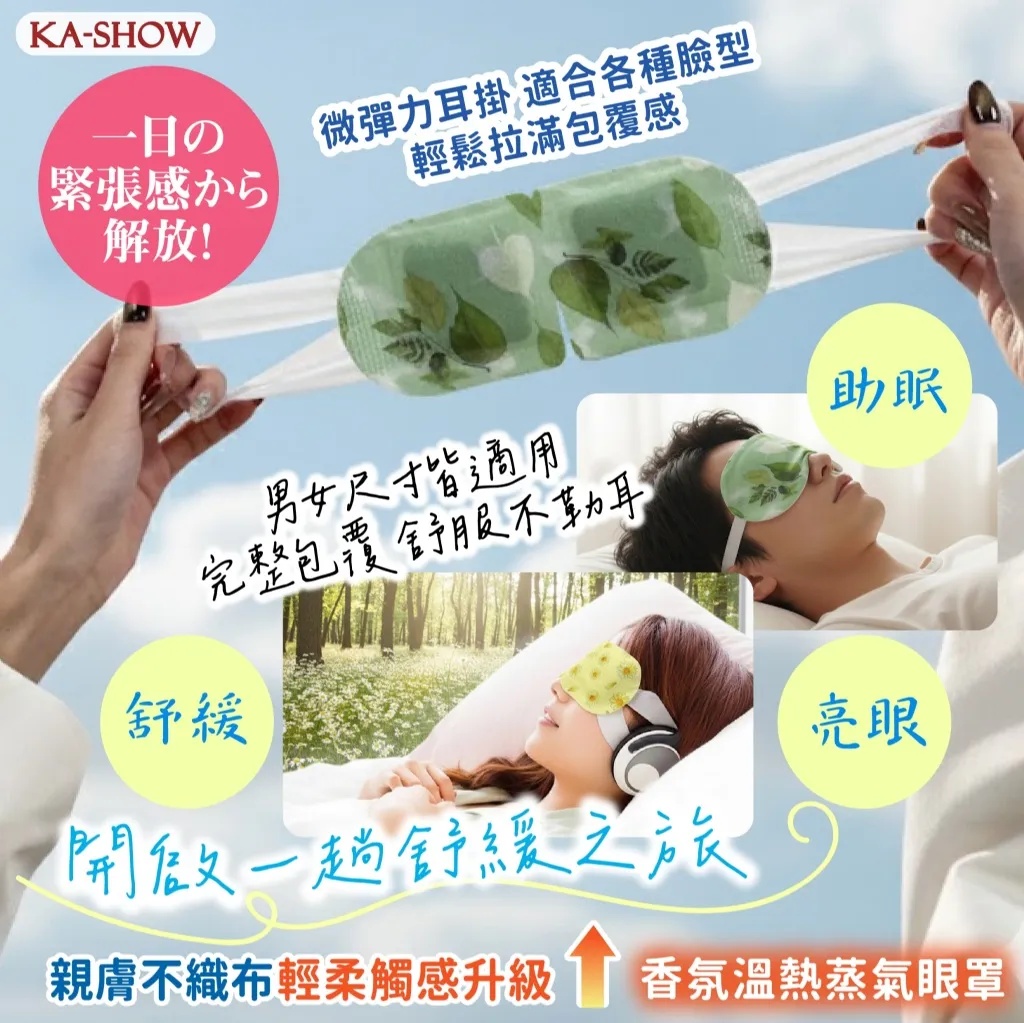 KA-SHOW
一日の
緊張感から
解放!
微彈力耳掛 適合各種臉型
輕鬆拉滿包覆感
助眠
男女尺寸皆適用
完整包覆 舒服不勒耳
舒緩
亮眼
開啟一趟舒緩之旅
親膚不織布輕柔觸感升級
香氛溫熱蒸氣眼罩